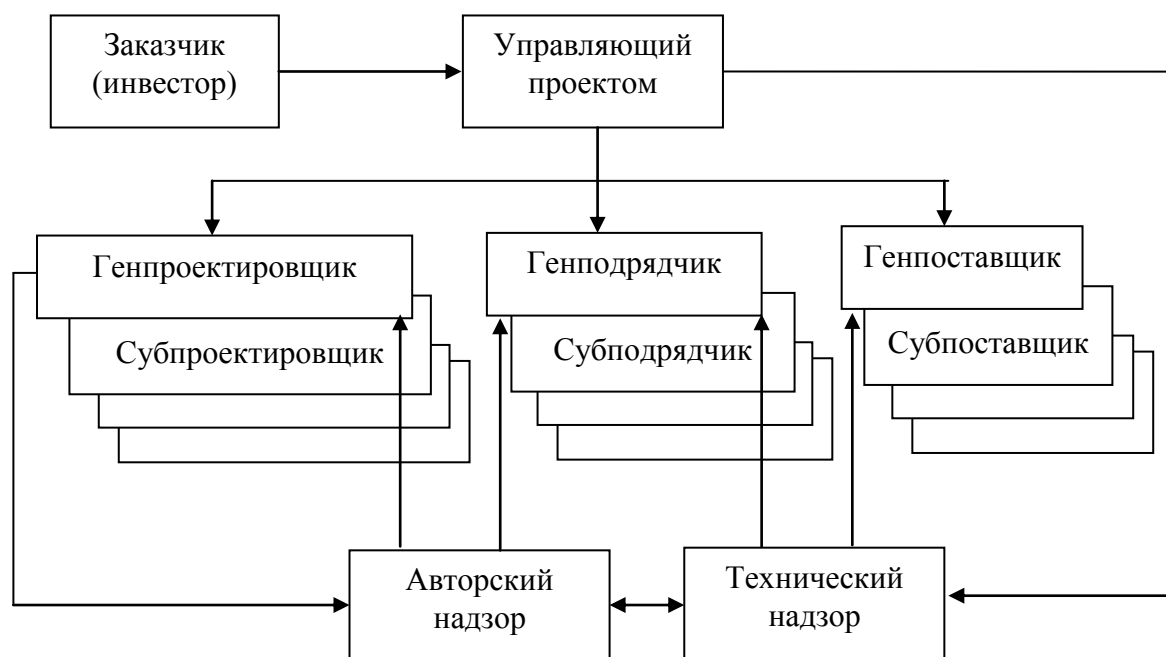 Заказчик
(инвестор)
Управляющий
проектом
Генпроектировщик
Генподрядчик
Генпоставщик
Субпроектировщик
Субподрядчик
Субпоставщик
Авторский
надзор
Технический
надзор